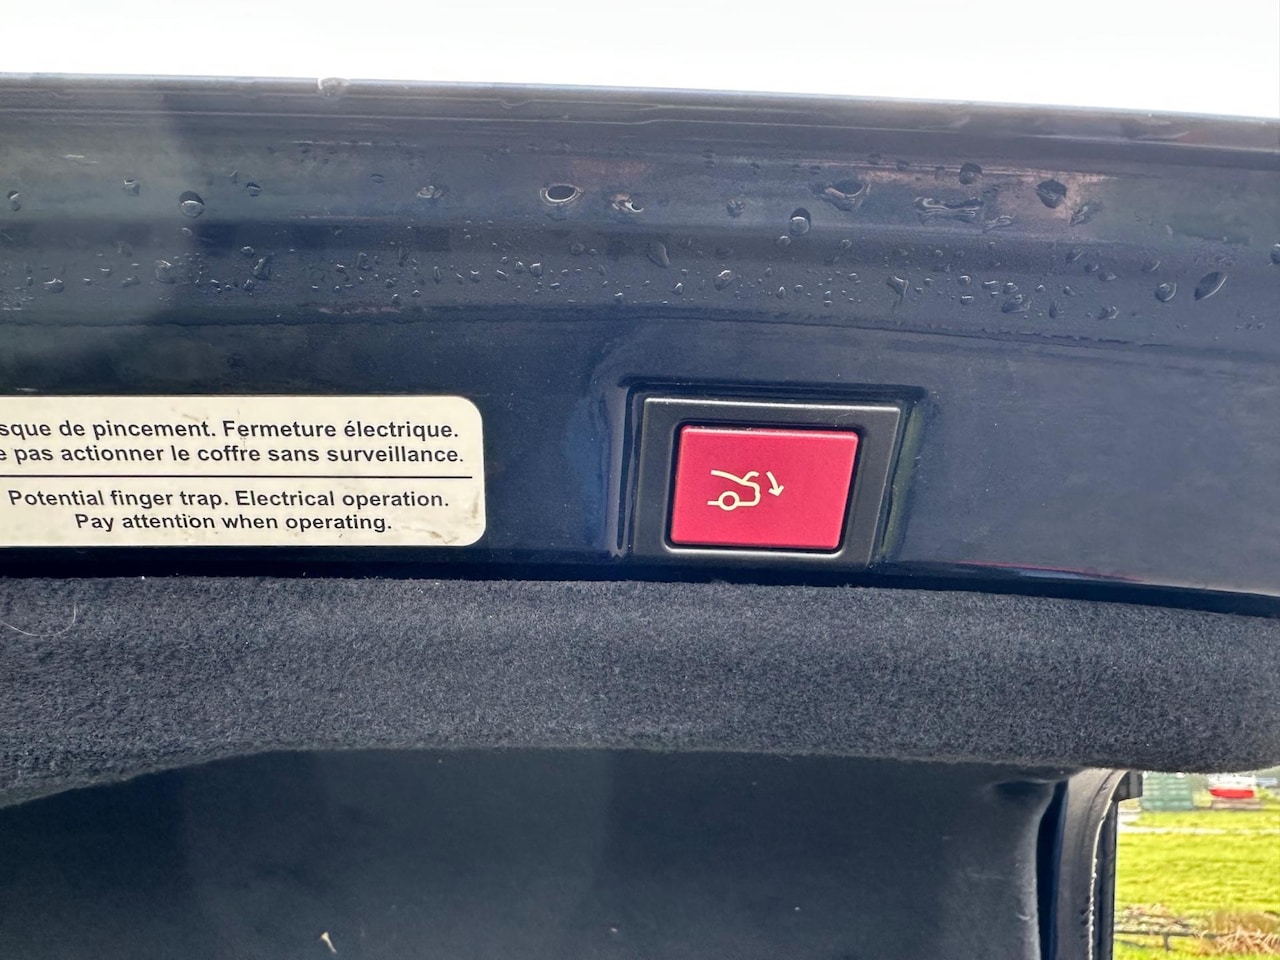 de pincement. Fermeture électrique.
pas actionner le coffre sans surveillance.
Potential finger trap. Electrical operation.
Pay attention when operating.